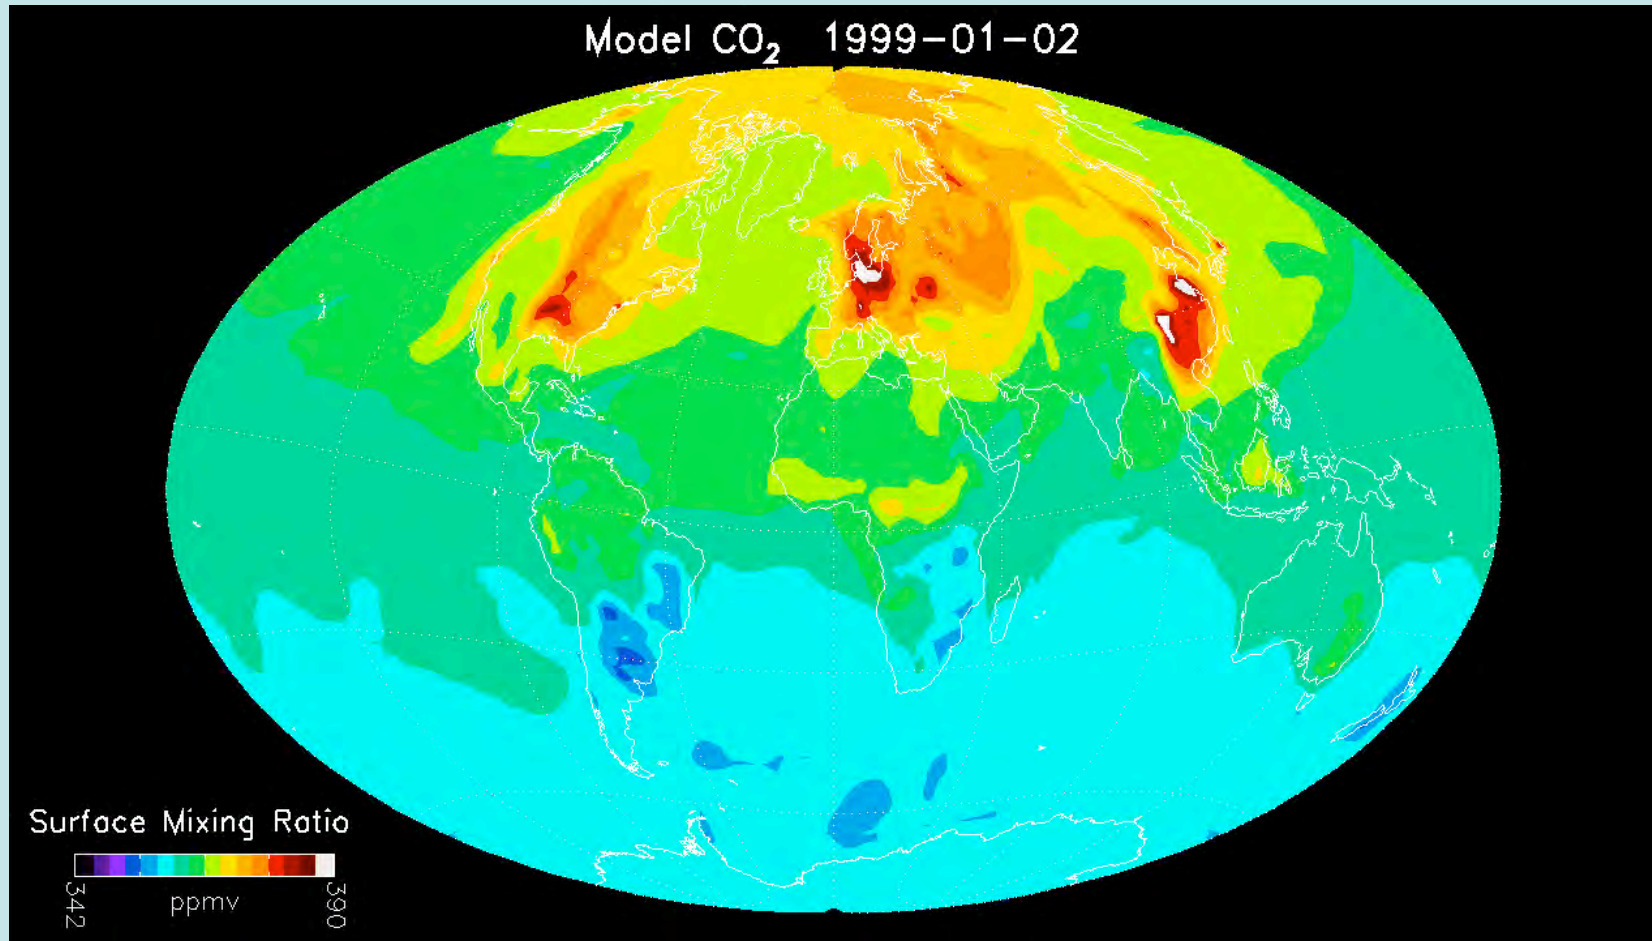 Model CO₂ 1999-01-02
Surface Mixing Ratio
342
ppmv
390